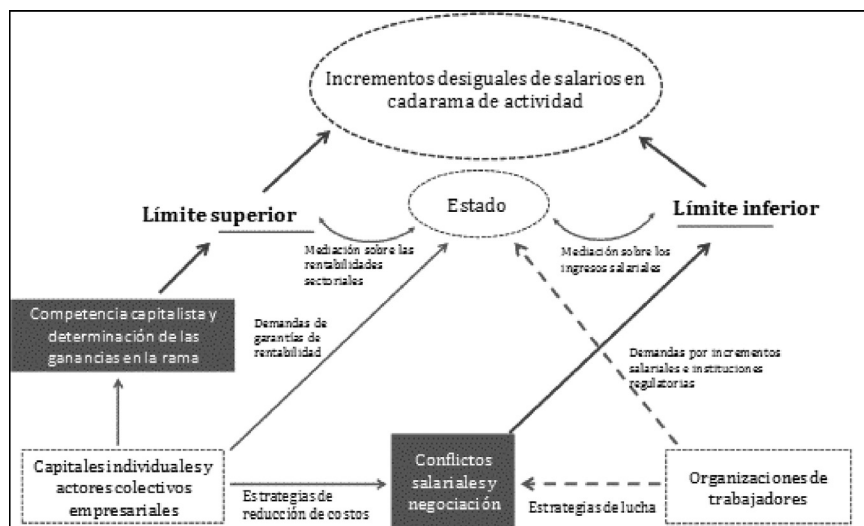 Incrementos desiguales de salarios en
cadarama de actividad
Límite superior
Estado
Límite inferior
Mediación sobre las
rentabilidades
sectoriales
Mediación sobre los
ingresos salariales
Competencia capitalista y
determinación de las
ganancias en la rama
Demandas de
garantías de
rentabilidad
Demandas por incrementos
salariales e instituciones
regulatorias
Capitales individuales y
actores colectivos
empresariales
Estrategias de
reducción de costos
Conflictos
salariales y
negociación
Estrategias de lucha
Organizaciones de
trabajadores